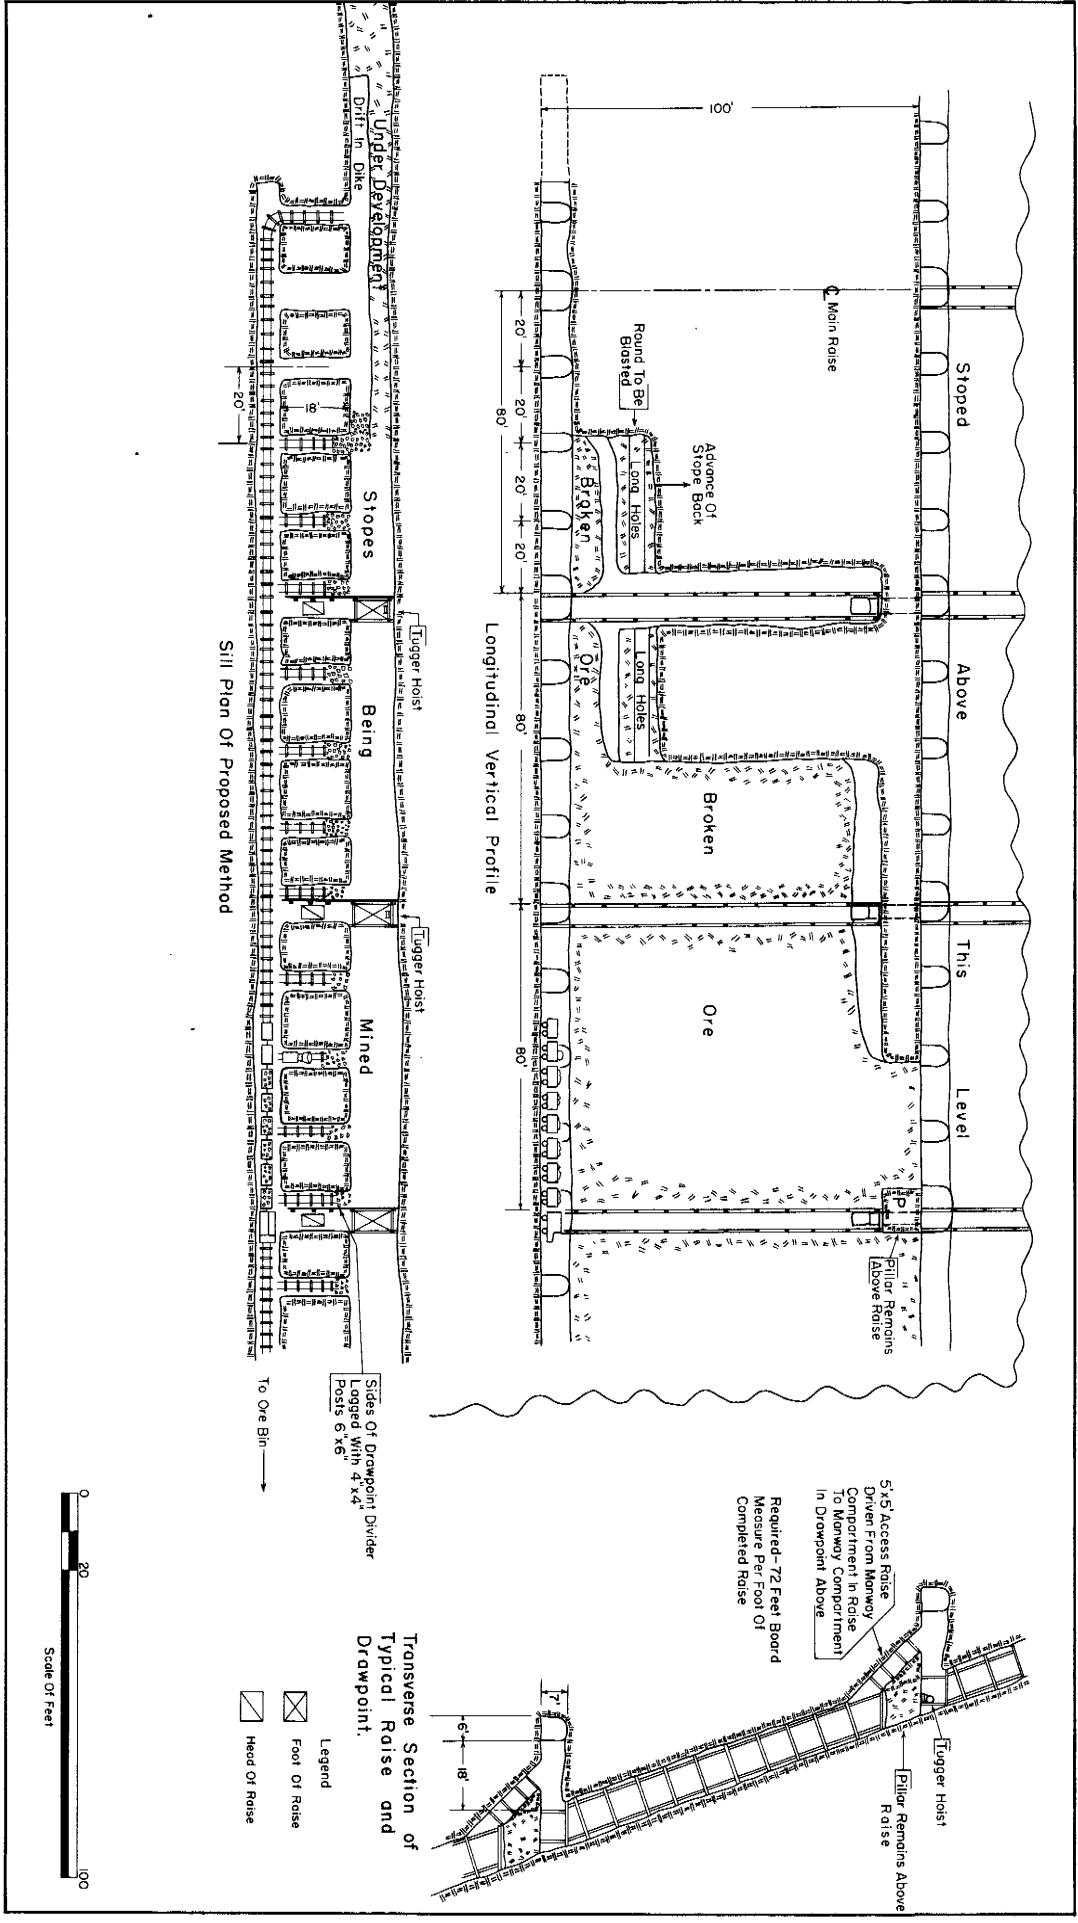 Stoped Above This Level
100'
℄ Main Raise
Round To Be
Blasted
Advance Of
Stope Back
Long Holes
Broken
Long Holes
Ore
Broken
Ore
P
Pillar Remains
Above Raise
20'
20'
20'
20'
80'
80'
80'
Longitudinal Vertical Profile
Under Development
Drift In Dike
Stopes Being Mined
Tugger Hoist
Tugger Hoist
18'
20'
Sides Of Drawpoint Divider
Lagged With 4"x4"
Posts 6"x6"
To Ore Bin
Sill Plan Of Proposed Method
5'x5' Access Raise
Driven From Manway
Compartment In Raise
To Manway Compartment
In Drawpoint Above
Required-72 Feet Board
Measure Per Foot Of
Completed Raise
Tugger Hoist
Pillar Remains Above
Raise
7'
6'
18'
Transverse Section of
Typical Raise and
Drawpoint.
Legend
Foot Of Raise
Head Of Raise
0 20 100
Scale Of Feet